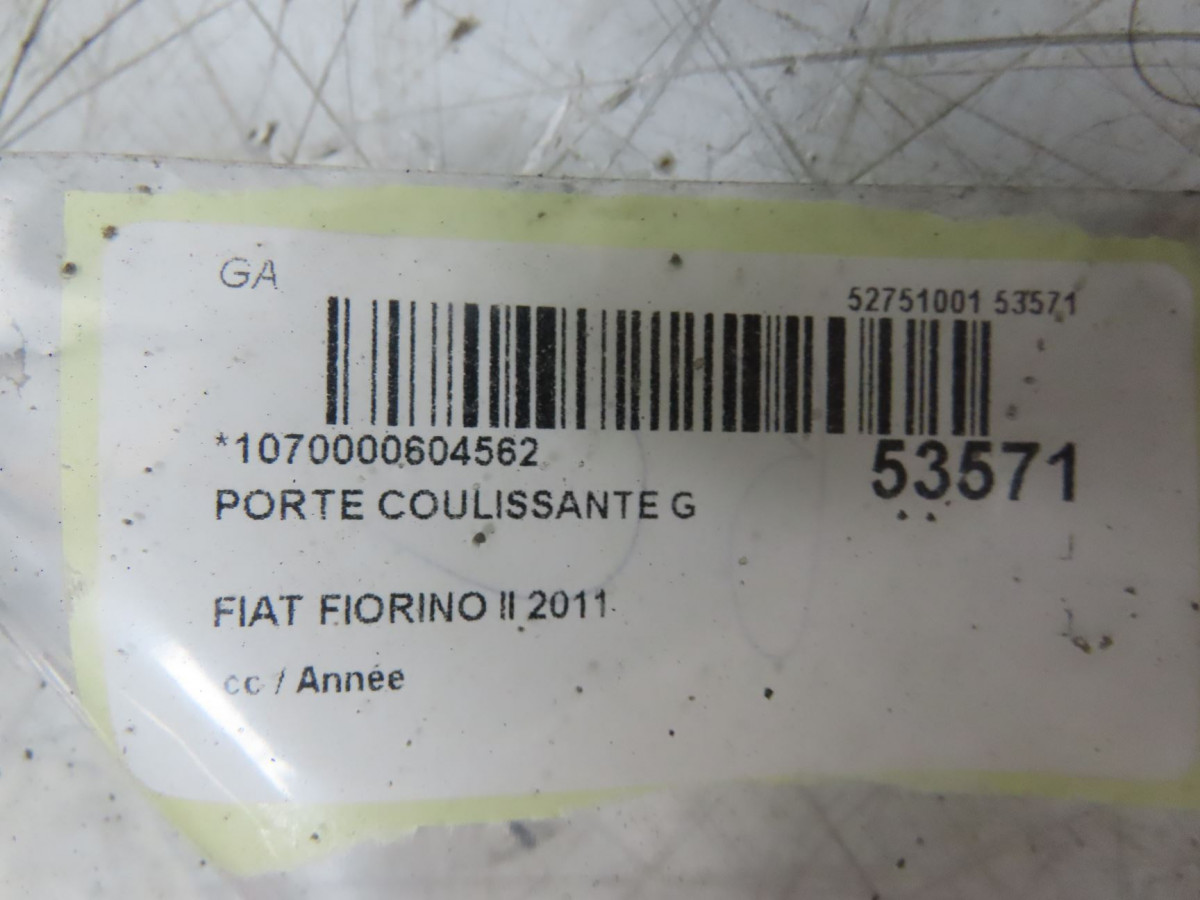 GA
52751001 53571
*1070000604562
53571
PORTE COULISSANTE G
FIAT FIORINO II 2011
cc / Année